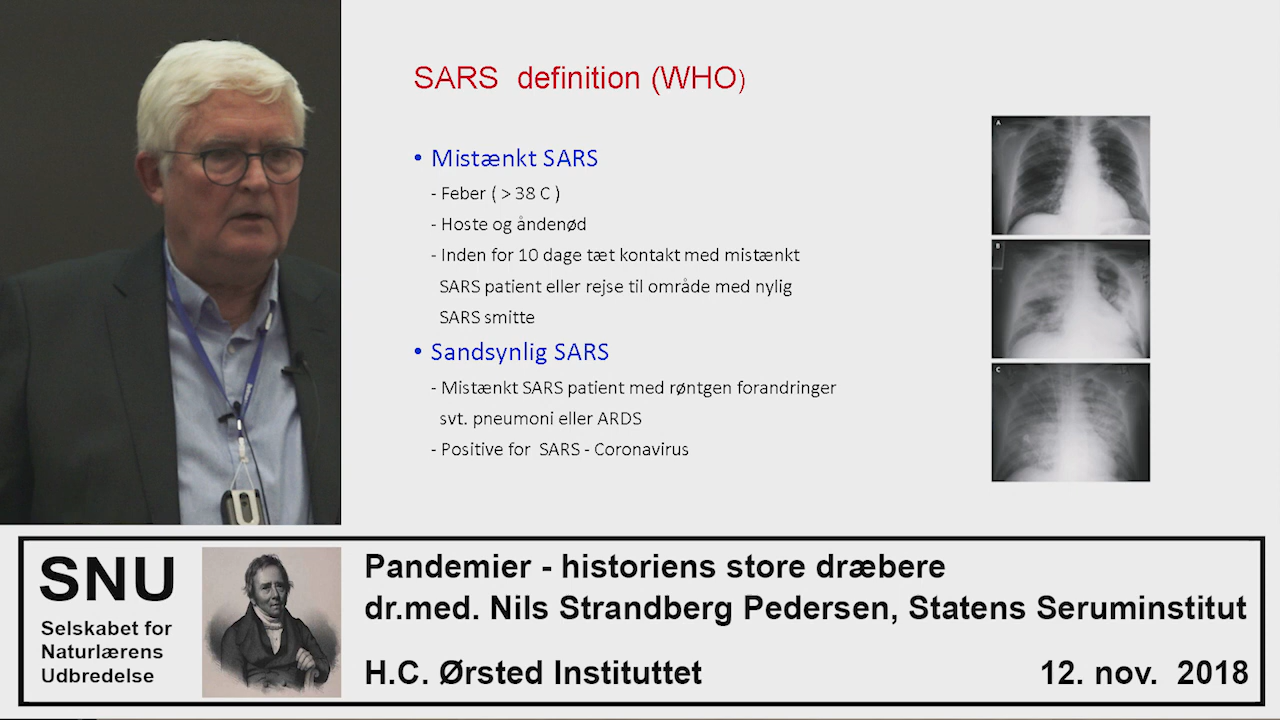 SARS definition (WHO)
• Mistænkt SARS
- Feber ( > 38 C )
- Hoste og åndenød
- Inden for 10 dage tæt kontakt med mistænkt
SARS patient eller rejse til område med nylig
SARS smitte
• Sandsynlig SARS
- Mistænkt SARS patient med røntgen forandringer
svt. pneumoni eller ARDS
- Positive for SARS - Coronavirus
A
B
C
SNU
Selskabet for
Naturlærens
Udbredelse
Pandemier - historiens store dræbere
dr.med. Nils Strandberg Pedersen, Statens Seruminstitut
H.C. Ørsted Instituttet
12. nov. 2018